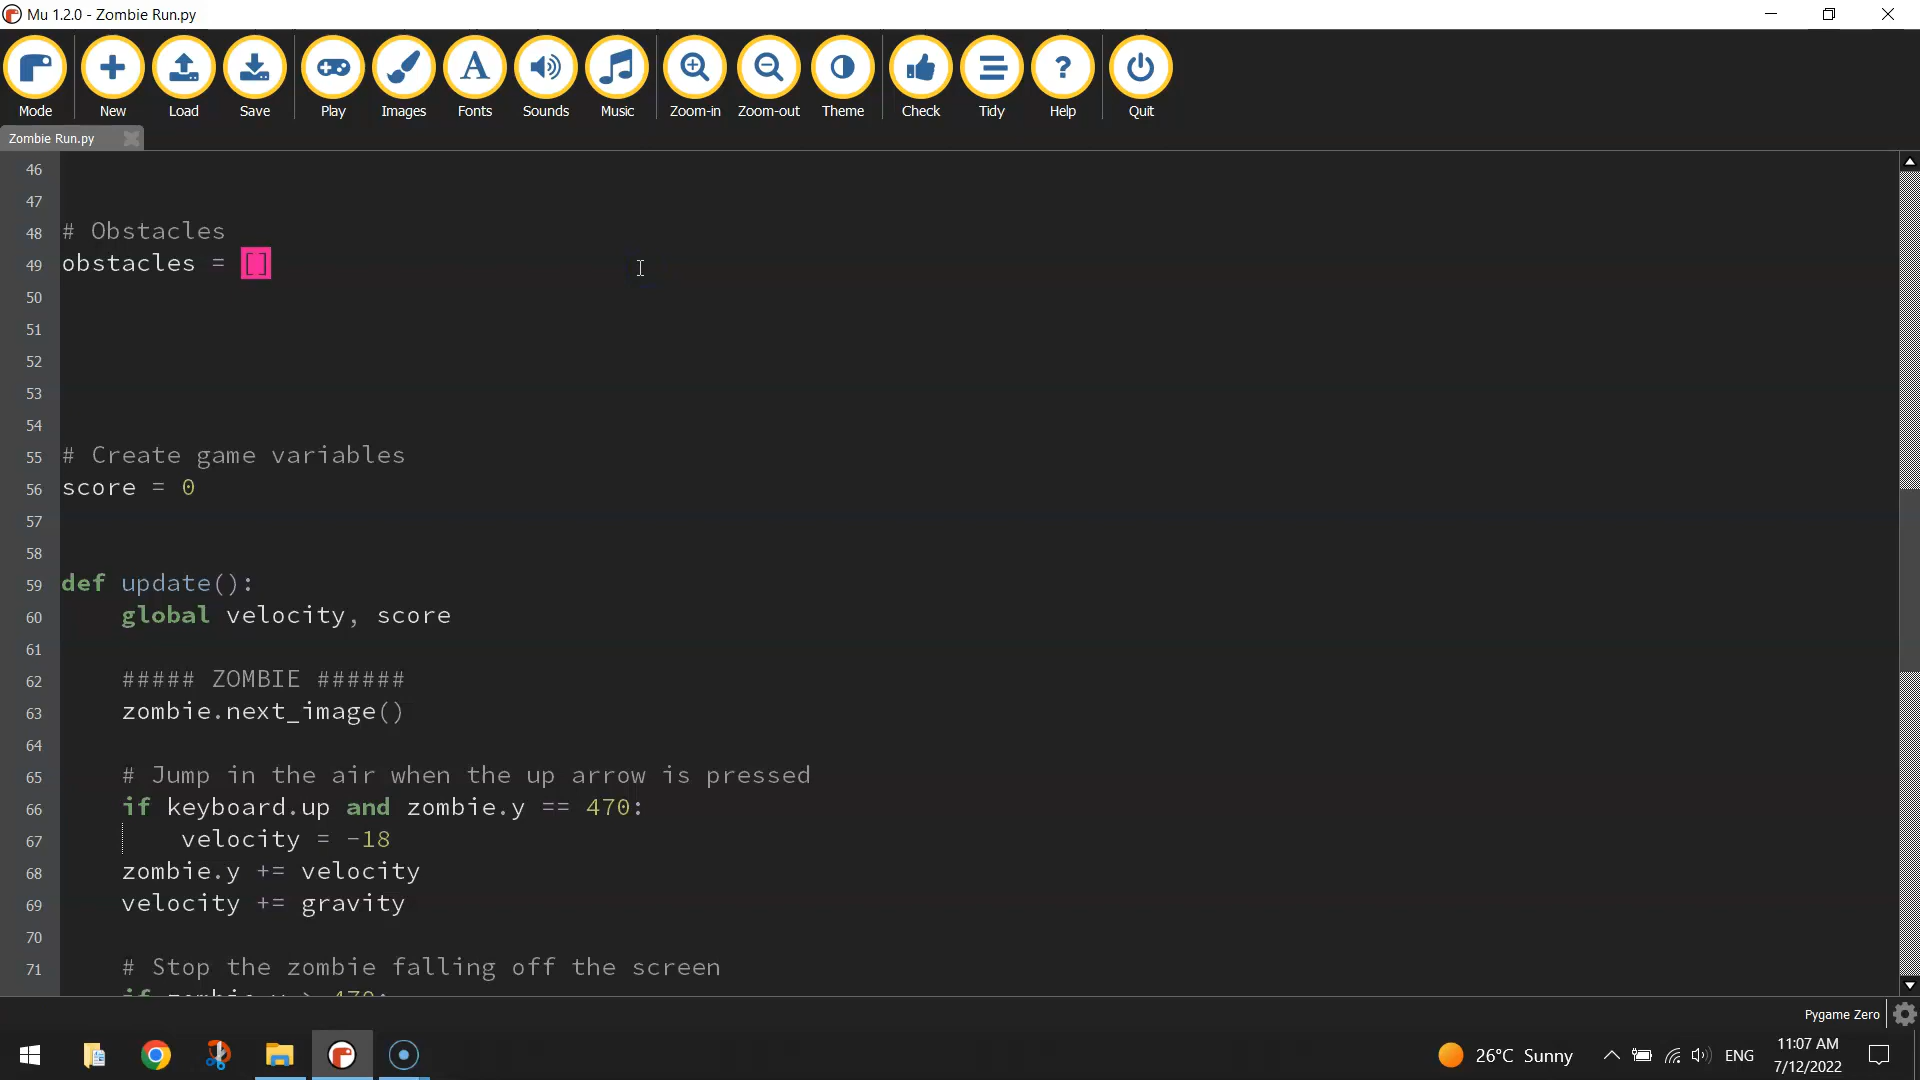 Mu 1.2.0 - Zombie Run.py
Mode New Load Save Play Images Fonts Sounds Music Zoom-in Zoom-out Theme Check Tidy Help Quit
Zombie Run.py
46
47
48 # Obstacles
49 obstacles = []
50
51
52
53
54
55 # Create game variables
56 score = 0
57
58
59 def update():
60 global velocity, score
61
62 ##### ZOMBIE ######
63 zombie.next_image()
64
65 # Jump in the air when the up arrow is pressed
66 if keyboard.up and zombie.y == 470:
67 velocity = -18
68 zombie.y += velocity
69 velocity += gravity
70
71 # Stop the zombie falling off the screen
if zombie.y > 470:
Pygame Zero
26°C Sunny
ENG
11:07 AM
7/12/2022